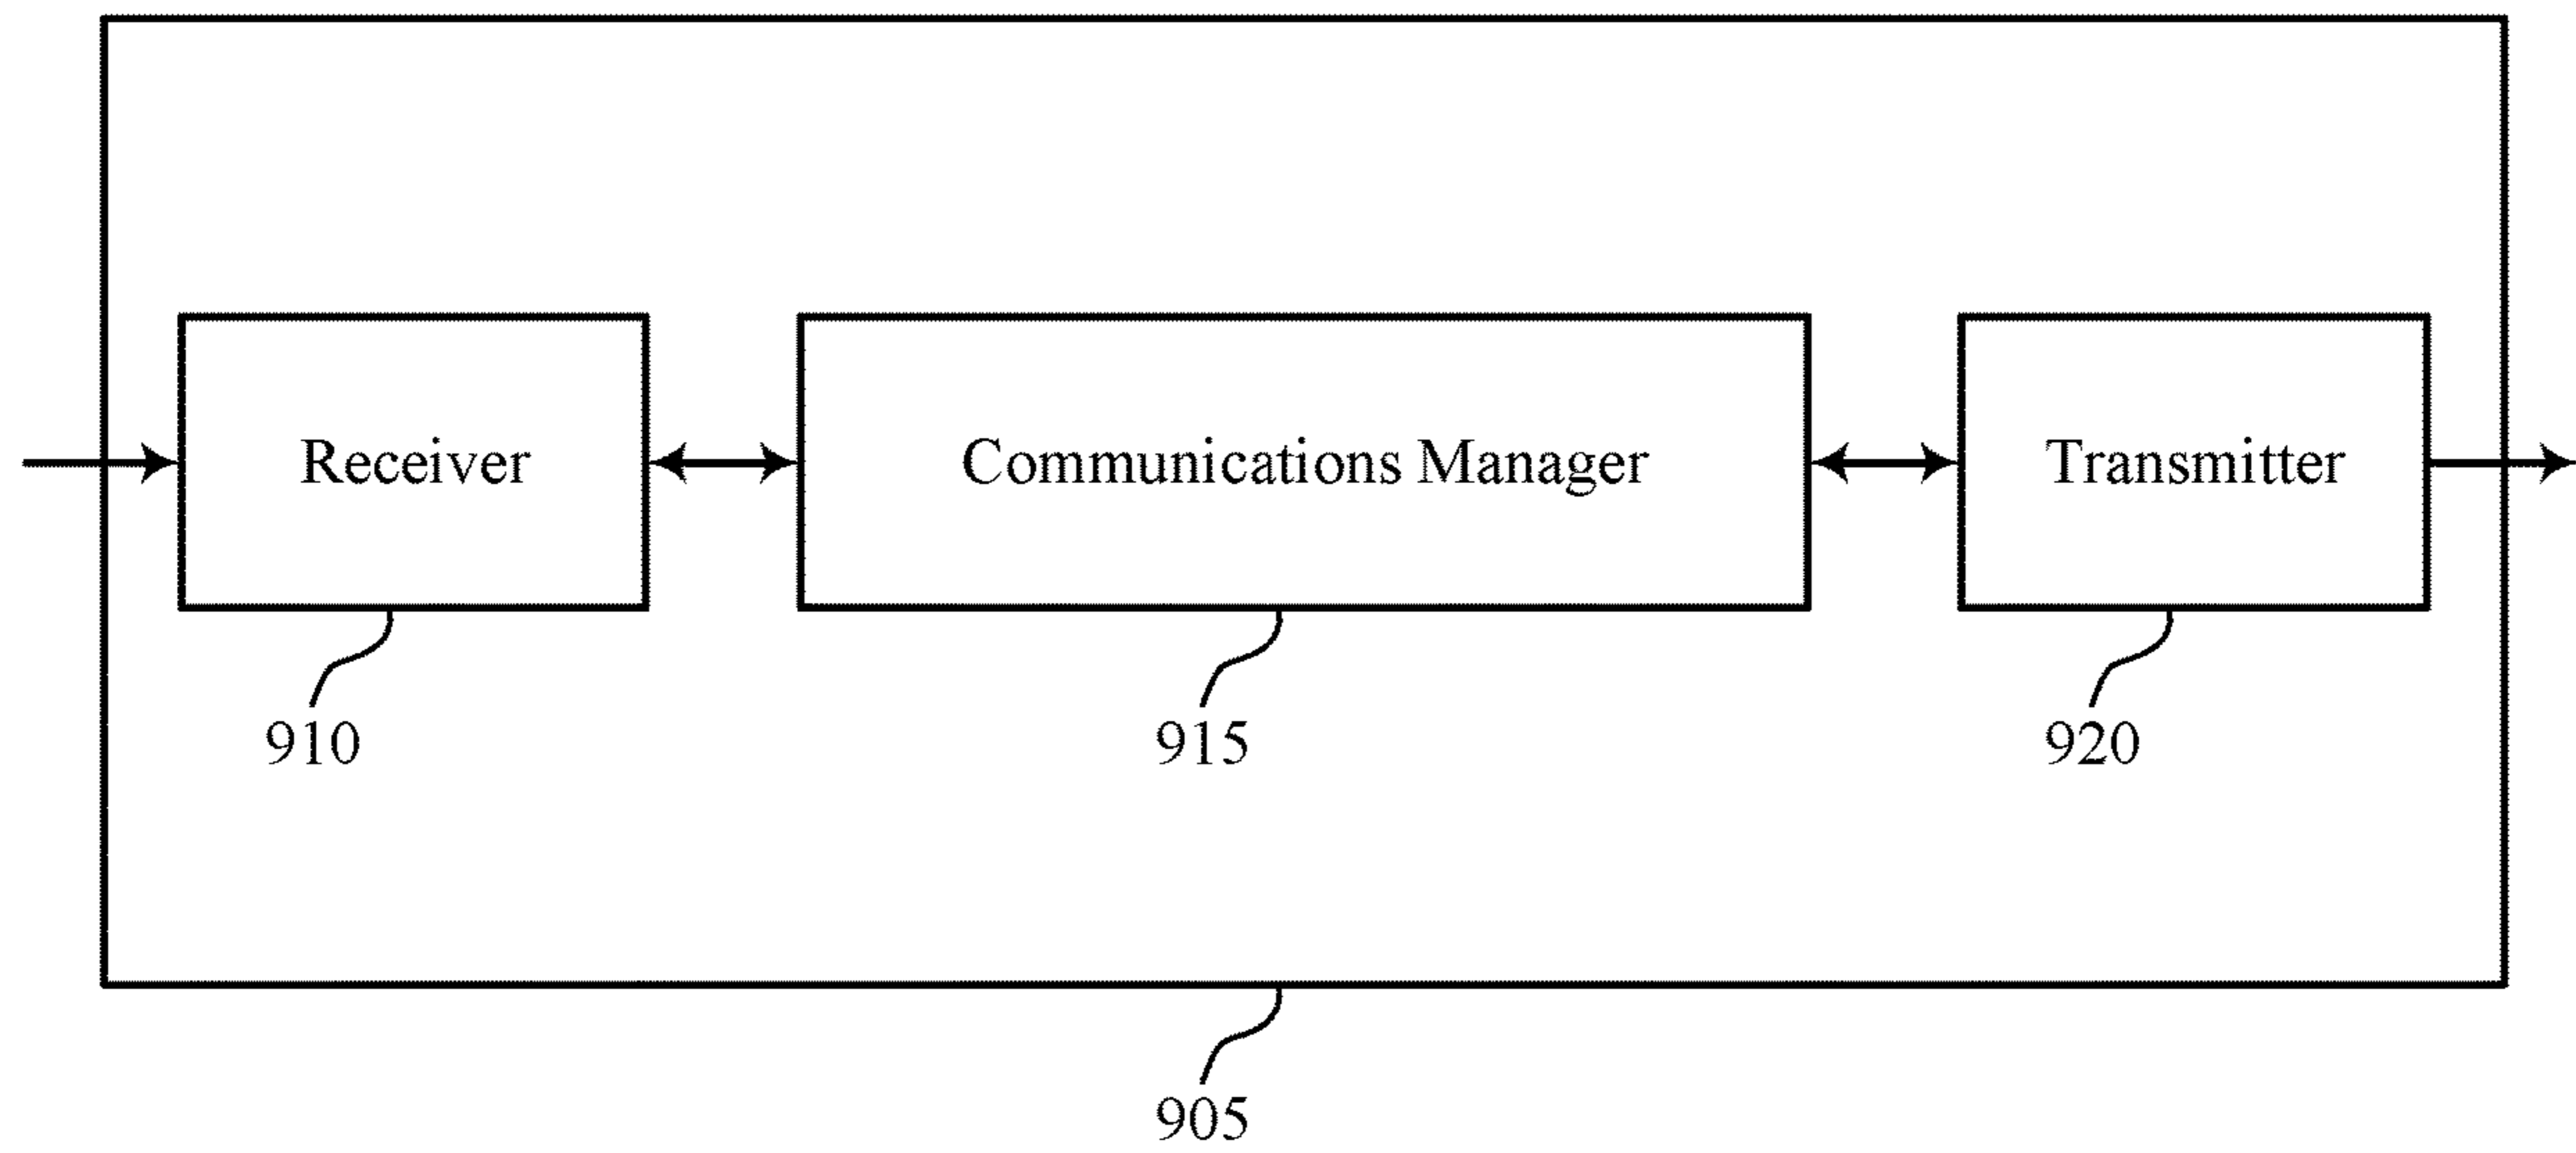 Receiver
Communications Manager
Transmitter
910
915
920
905